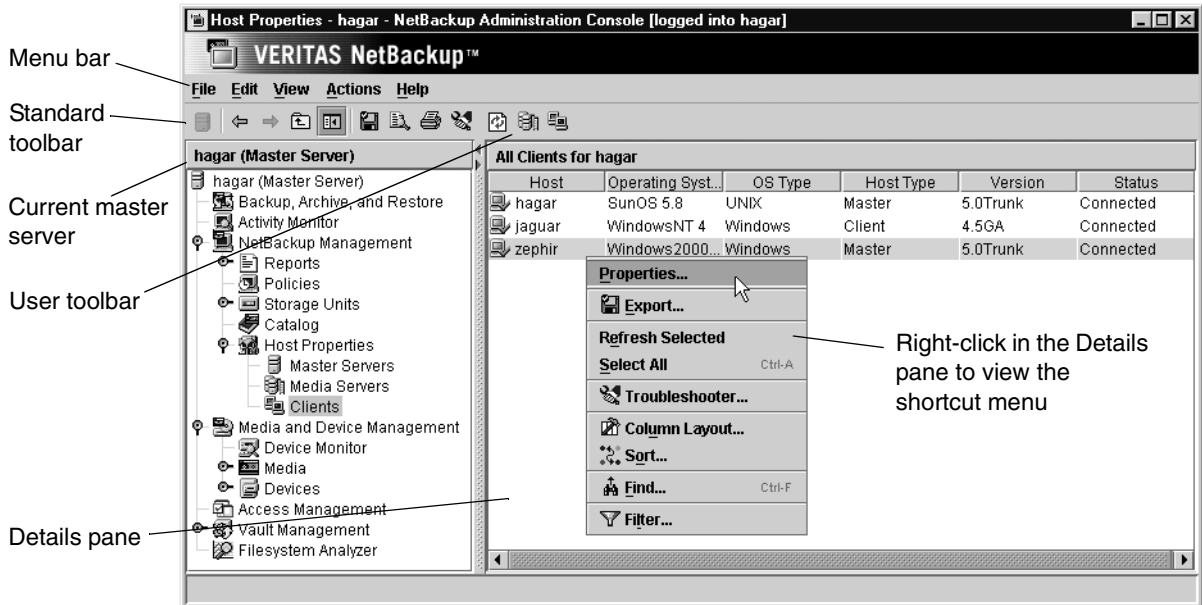 Host Properties - hagar - NetBackup Administration Console [logged into hagar]
VERITAS NetBackup™
Menu bar
File Edit View Actions Help
Standard
toolbar
hagar (Master Server)
All Clients for hagar
Current master
server
User toolbar
hagar (Master Server)
Backup, Archive, and Restore
Activity Monitor
NetBackup Management
Reports
Policies
Storage Units
Catalog
Host Properties
Master Servers
Media Servers
Clients
Media and Device Management
Device Monitor
Media
Devices
Access Management
Vault Management
Filesystem Analyzer
Details pane
Host Operating Syst... OS Type Host Type Version Status
hagar SunOS 5.8 UNIX Master 5.0Trunk Connected
jaguar WindowsNT 4 Windows Client 4.5GA Connected
zephir Windows2000... Windows Master 5.0Trunk Connected
Properties...
Export...
Refresh Selected
Select All Ctrl-A
Troubleshooter...
Column Layout...
Sort...
Find... Ctrl-F
Filter...
Right-click in the Details
pane to view the
shortcut menu